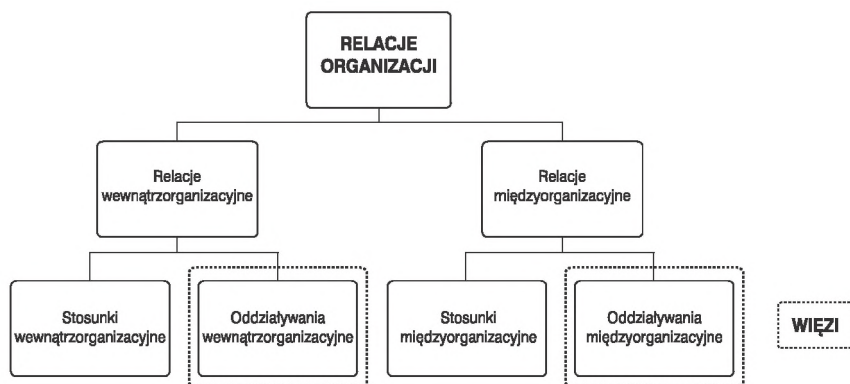 RELACJE
ORGANIZACJI
Relacje
wewnątrzorganizacyjne
Relacje
międzyorganizacyjne
Stosunki
wewnątrzorganizacyjne
Oddziaływania
wewnątrzorganizacyjne
Stosunki
międzyorganizacyjne
Oddziaływania
międzyorganizacyjne
WIĘZI